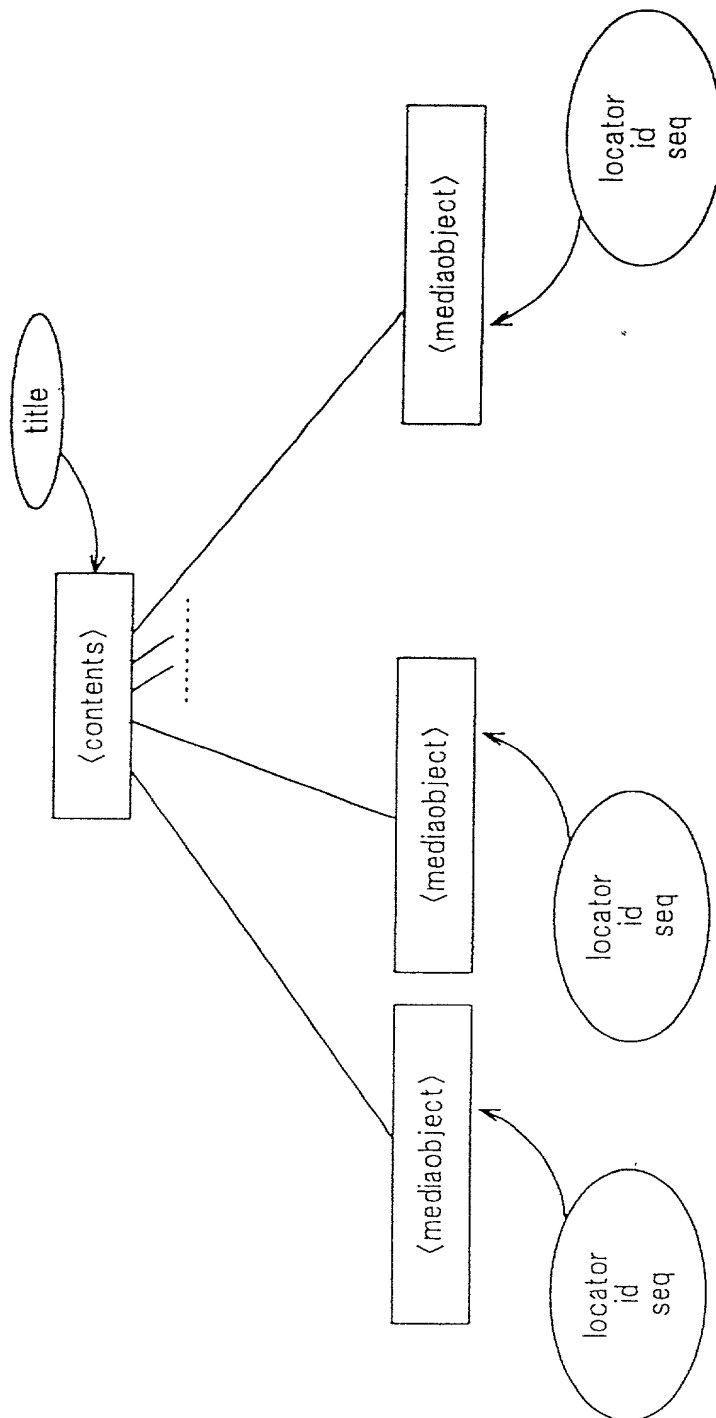 title
〈contents〉
〈mediaobject〉
〈mediaobject〉
〈mediaobject〉
locator
id
seq
locator
id
seq
locator
id
seq